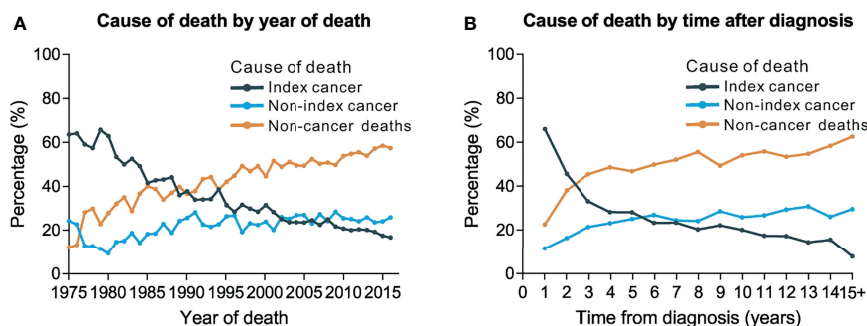 A
Cause of death by year of death
Percentage (%)
100
80
60
40
20
0
Cause of death
Index cancer
Non-index cancer
Non-cancer deaths
1975 1980 1985 1990 1995 2000 2005 2010 2015
Year of death
B
Cause of death by time after diagnosis
Percentage (%)
100
80
60
40
20
0
Cause of death
Index cancer
Non-index cancer
Non-cancer deaths
0 1 2 3 4 5 6 7 8 9 10 11 12 13 14 15+
Time from diagnosis (years)